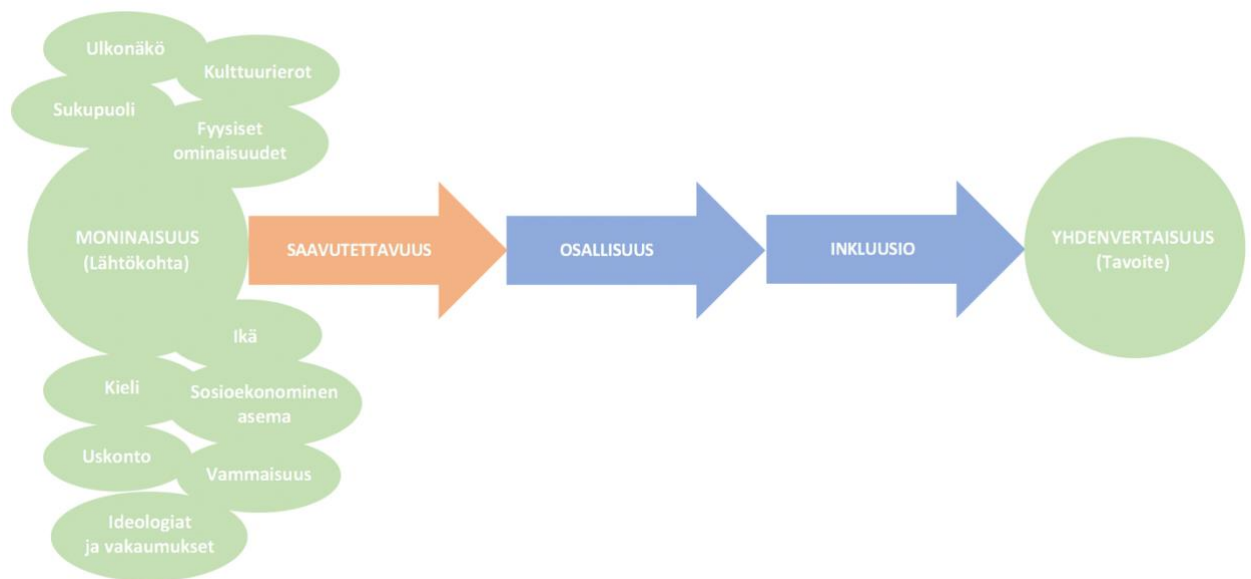 Ulkonäkö
Kulttuurierot
Sukupuoli
Fyysiset
ominaisuudet
MONINAISUUS
(Lähtökohta)
SAAVUTETTAVUUS
OSALLISUUS
INKLUUSIO
YHDENVERTAISUUS
(Tavoite)
Ikä
Kieli
Sosioekonominen
asema
Uskonto
Vammaisuus
Ideologiat
ja vakaumukset